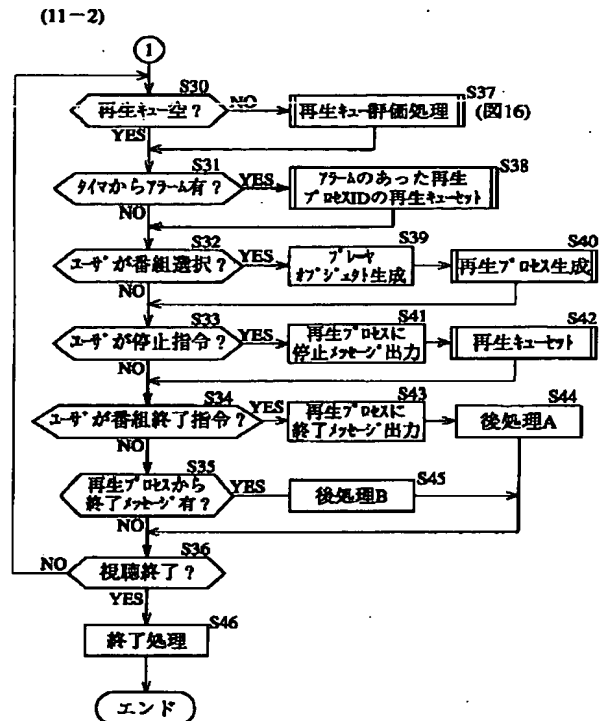 (11-2)
1
S30
再生キュー空?
NO
S37
再生キュー評価処理
(図16)
YES
S31
タイマからアラーム有?
YES
S38
アラームのあった再生
プロセスIDの再生キューセット
NO
S32
ユーザが番組選択?
YES
S39
プレーヤ
オブジェクト生成
S40
再生プロセス生成
NO
S33
ユーザが停止指令?
YES
S41
再生プロセスに
停止メッセージ出力
S42
再生キューセット
NO
S34
ユーザが番組終了指令?
YES
S43
再生プロセスに
終了メッセージ出力
S44
後処理A
NO
S35
再生プロセスから
終了メッセージ有?
YES
S45
後処理B
NO
S36
NO
視聴終了?
YES
S46
終了処理
エンド